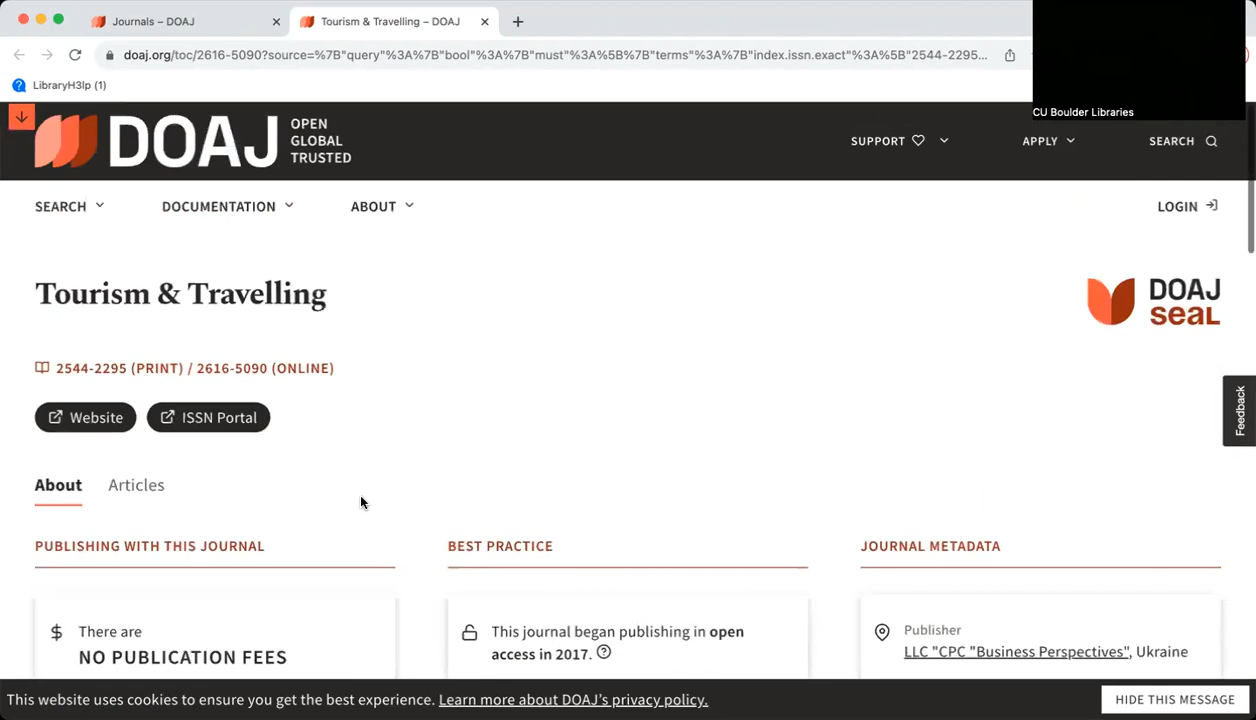 Journals – DOAJ
Tourism & Travelling – DOAJ
doaj.org/toc/2616-5090?source=%7B"query"%3A%7B"bool"%3A%7B"must"%3A%5B%7B"terms"%3A%7B"index.issn.exact"%3A%5B"2544-2295...
LibraryH3lp (1)
CU Boulder Libraries
DOAJ
OPEN
GLOBAL
TRUSTED
SUPPORT
APPLY
SEARCH
SEARCH
DOCUMENTATION
ABOUT
LOGIN
Tourism & Travelling
DOAJ
seal
2544-2295 (PRINT) / 2616-5090 (ONLINE)
Website
ISSN Portal
Feedback
About
Articles
PUBLISHING WITH THIS JOURNAL
BEST PRACTICE
JOURNAL METADATA
$ There are
NO PUBLICATION FEES
This journal began publishing in open
access in 2017. ?
Publisher
LLC "CPC "Business Perspectives", Ukraine
This website uses cookies to ensure you get the best experience. Learn more about DOAJ's privacy policy.
HIDE THIS MESSAGE